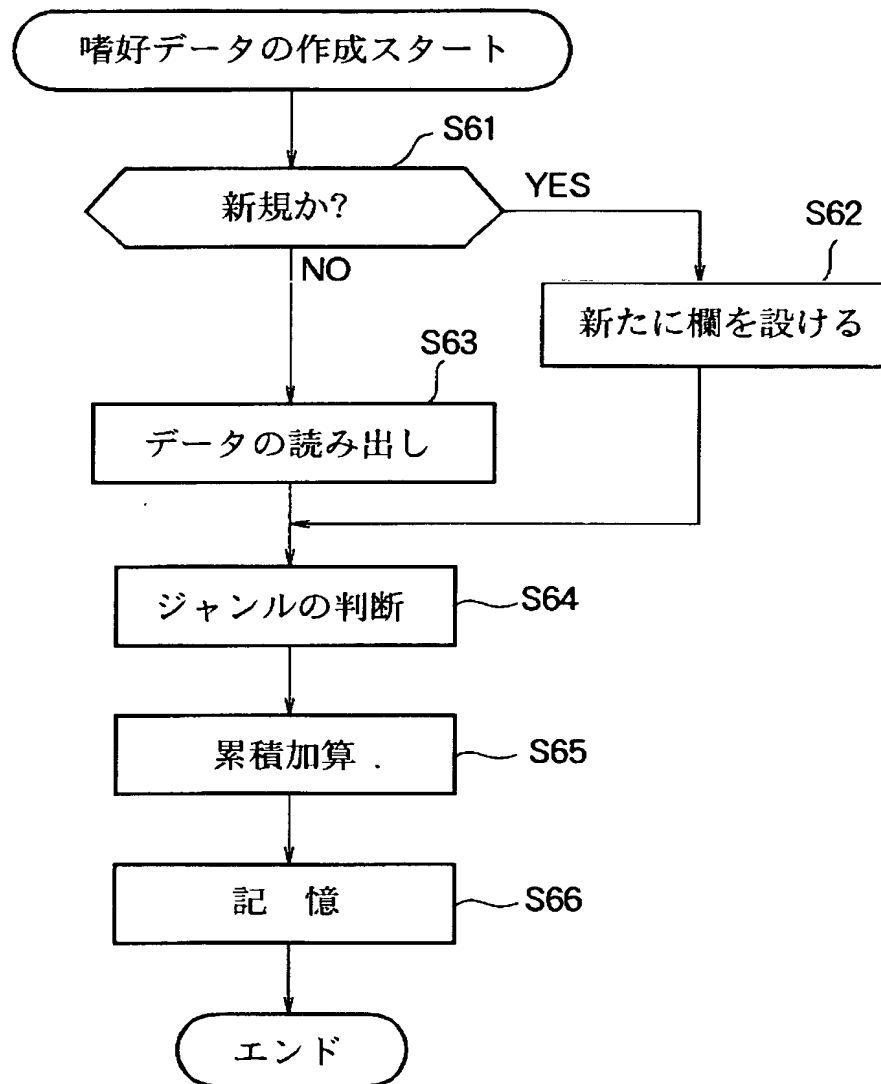 嗜好データの作成スタート
S61
新規か?
YES
S62
NO
新たに欄を設ける
S63
データの読み出し
ジャンルの判断
S64
累積加算
S65
記 憶
S66
エンド